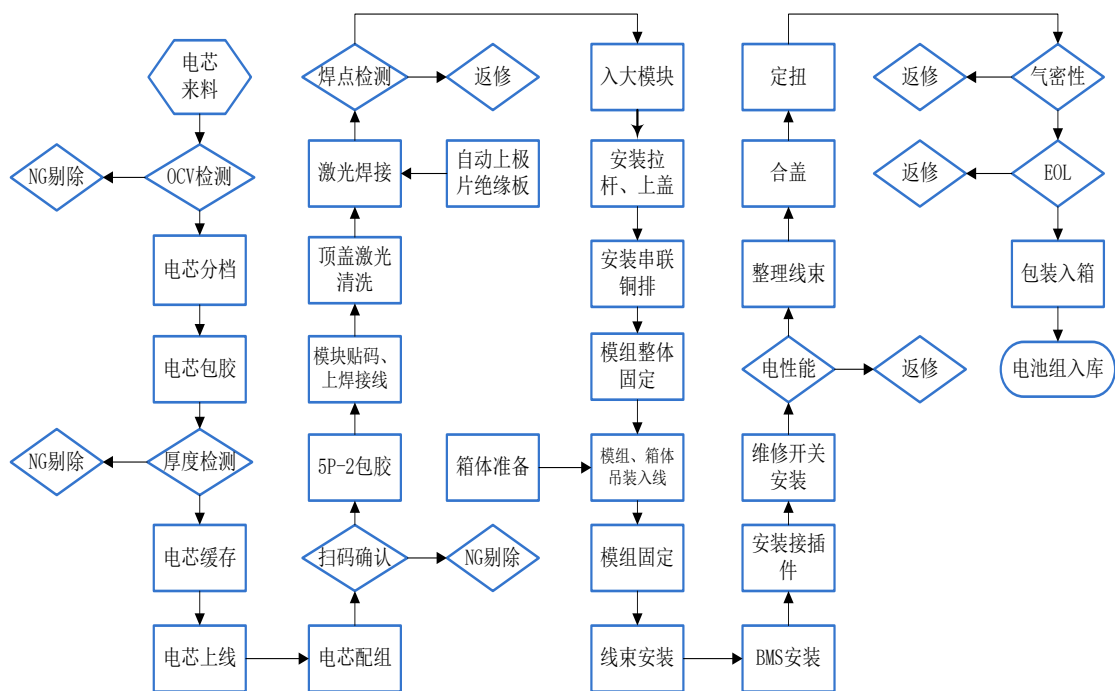 电芯
来料
OCV检测
NG剔除
电芯分档
电芯包胶
厚度检测
NG剔除
电芯缓存
电芯上线
电芯配组
扫码确认
NG剔除
5P-2包胶
模块贴码、
上焊接线
顶盖激光
清洗
激光焊接
自动上极
片绝缘板
焊点检测
返修
入大模块
安装拉
杆、上盖
安装串联
铜排
模组整体
固定
箱体准备
模组、箱体
吊装入线
模组固定
线束安装
BMS安装
安装接插
件
维修开关
安装
电性能
返修
整理线束
合盖
定扭
气密性
返修
EOL
返修
包装入箱
电池组入库